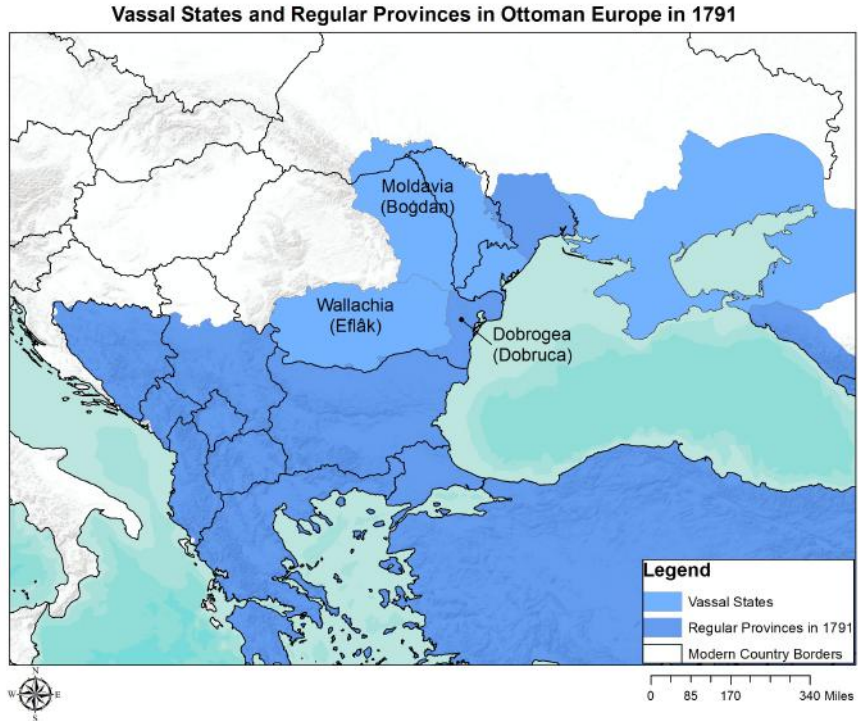 Vassal States and Regular Provinces in Ottoman Europe in 1791
Moldavia
(Boğdan)
Wallachia
(Eflâk)
Dobrogea
(Dobruca)
Legend
Vassal States
Regular Provinces in 1791
Modern Country Borders
N
W E
S
0 85 170 340 Miles